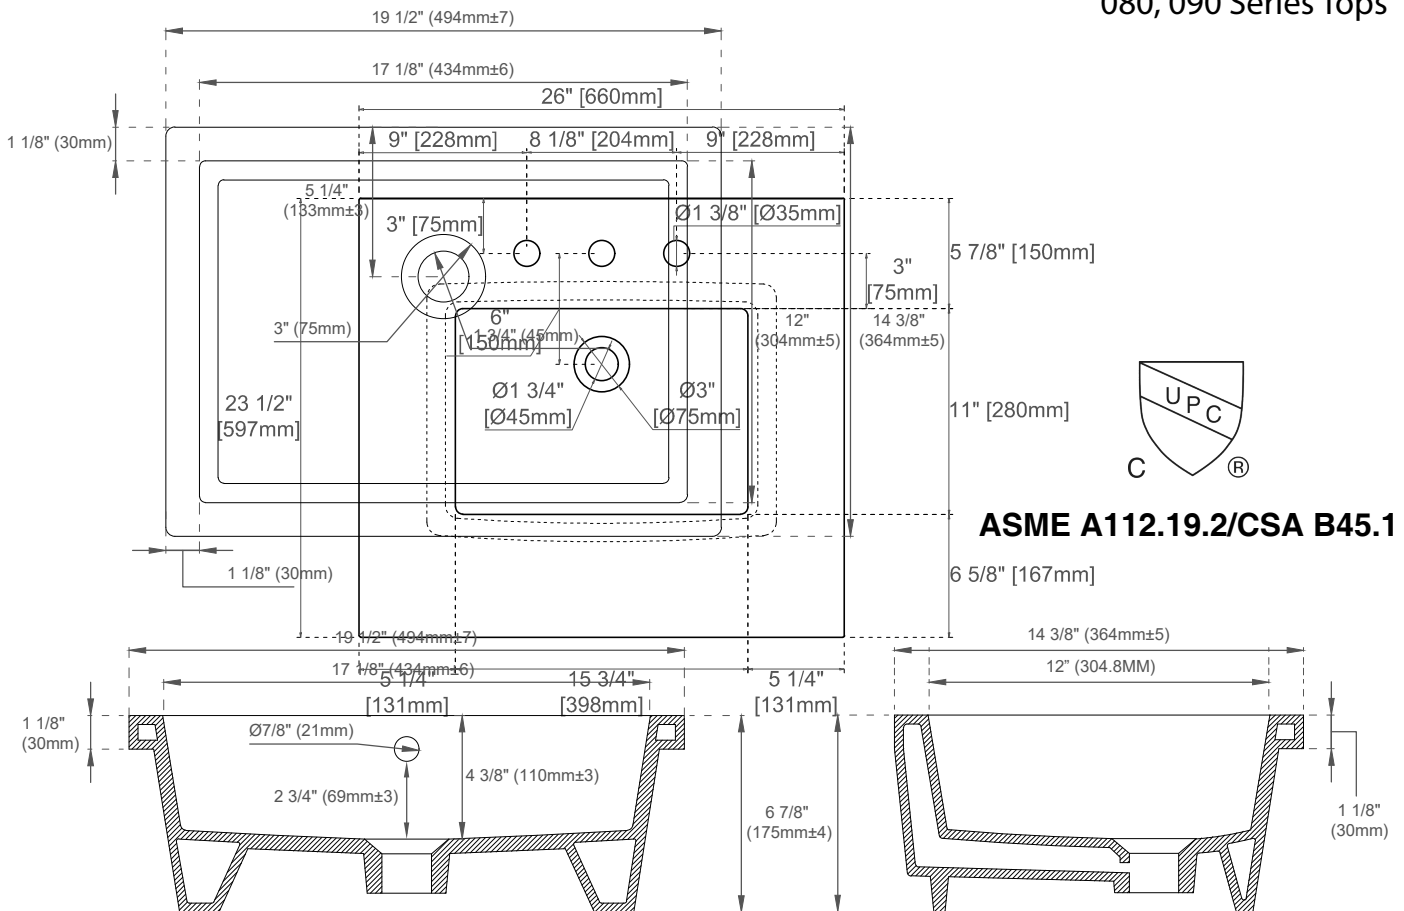 080, 090 Series Tops
19 1/2" (494mm±7)
17 1/8" (434mm±6)
26" [660mm]
1 1/8" (30mm)
9" [228mm]
8 1/8" [204mm]
9" [228mm]
5 1/4"
(133mm±3)
3" [75mm]
Ø1 3/8" [Ø35mm]
5 7/8" [150mm]
3"
[75mm]
3" (75mm)
6"
[150mm]
1 3/4" (45mm)
12"
(304mm±5)
14 3/8"
(364mm±5)
Ø1 3/4"
[Ø45mm]
Ø3"
[Ø75mm]
23 1/2"
[597mm]
11" [280mm]
U P C
C
®
ASME A112.19.2/CSA B45.1
1 1/8" (30mm)
6 5/8" [167mm]
19 1/2" (494mm±7)
14 3/8" (364mm±5)
17 1/8" (434mm±6)
12” (304.8MM)
5 1/4"
[131mm]
15 3/4"
[398mm]
5 1/4"
[131mm]
1 1/8"
(30mm)
Ø7/8" (21mm)
4 3/8" (110mm±3)
2 3/4" (69mm±3)
6 7/8"
(175mm±4)
1 1/8"
(30mm)